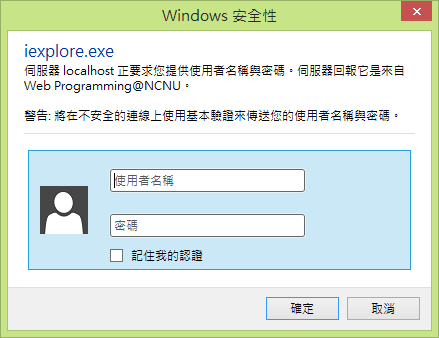 Windows 安全性
iexplore.exe
伺服器 localhost 正要求您提供使用者名稱與密碼。伺服器回報它是來自
Web Programming@NCNU。
警告: 將在不安全的連線上使用基本驗證來傳送您的使用者名稱與密碼。
使用者名稱
密碼
記住我的認證
確定
取消